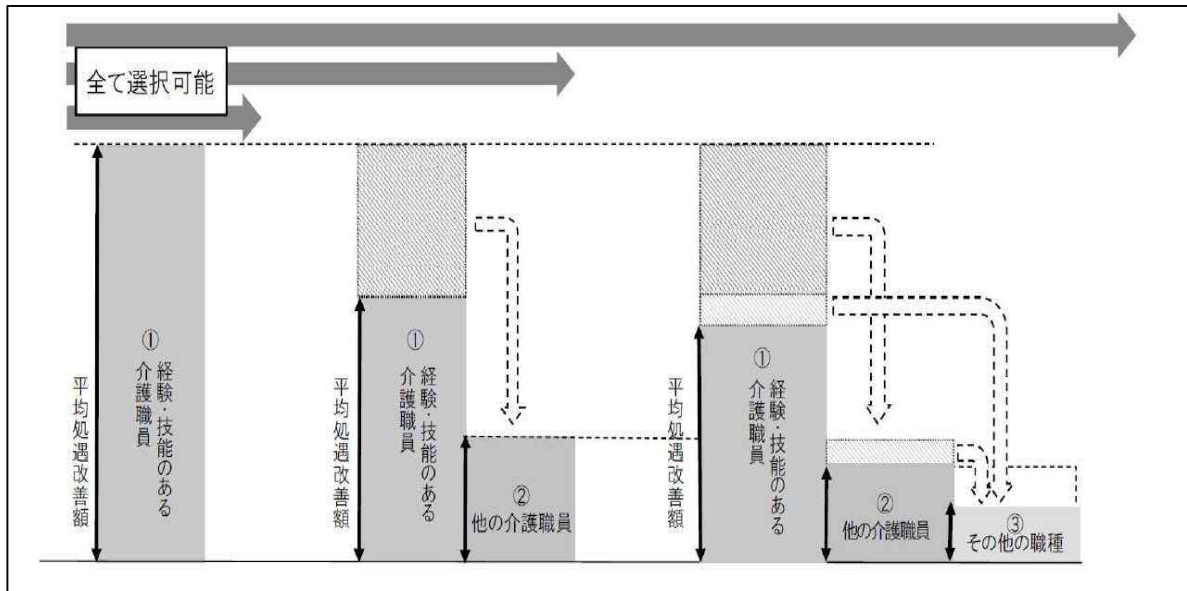 全て選択可能
平均処遇改善額
①
経験・技能のある
介護職員
平均処遇改善額
①
経験・技能のある
介護職員
②
他の介護職員
平均処遇改善額
①
経験・技能のある
介護職員
②
他の介護職員
③
その他の職種